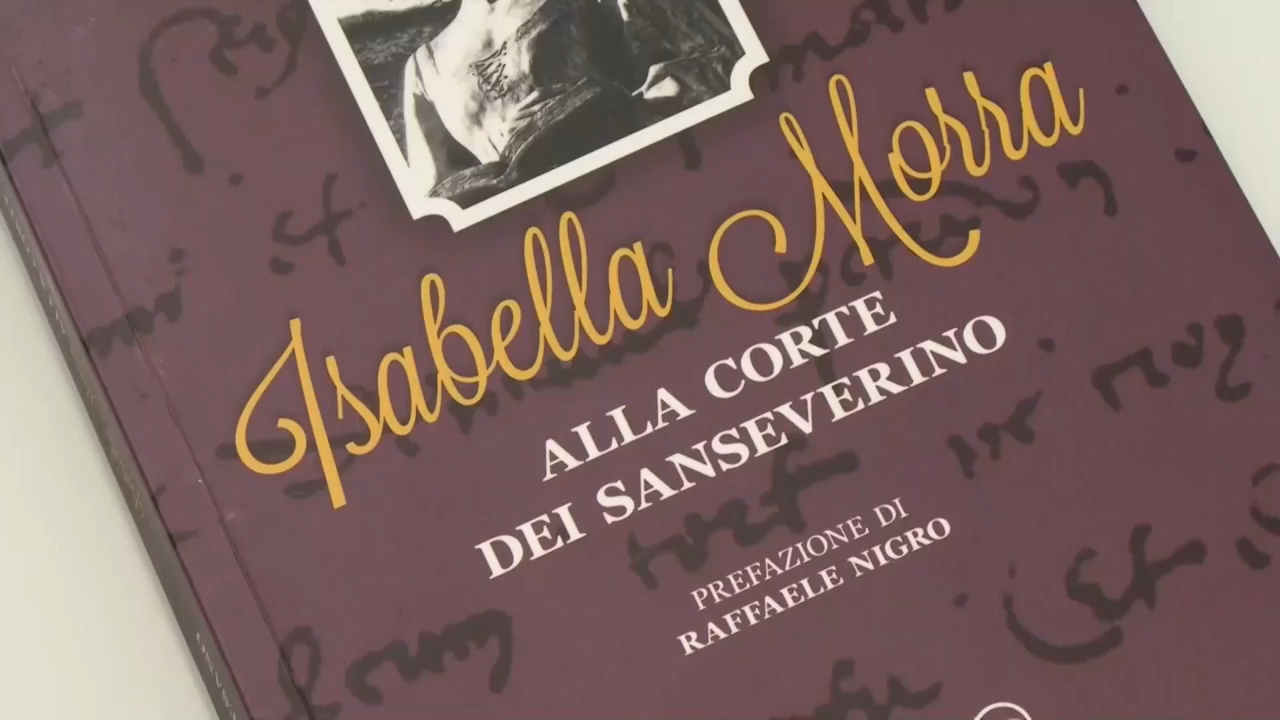 Isabella Morra
ALLA CORTE
DEI SANSEVERINO
PREFAZIONE DI
RAFFAELE NIGRO